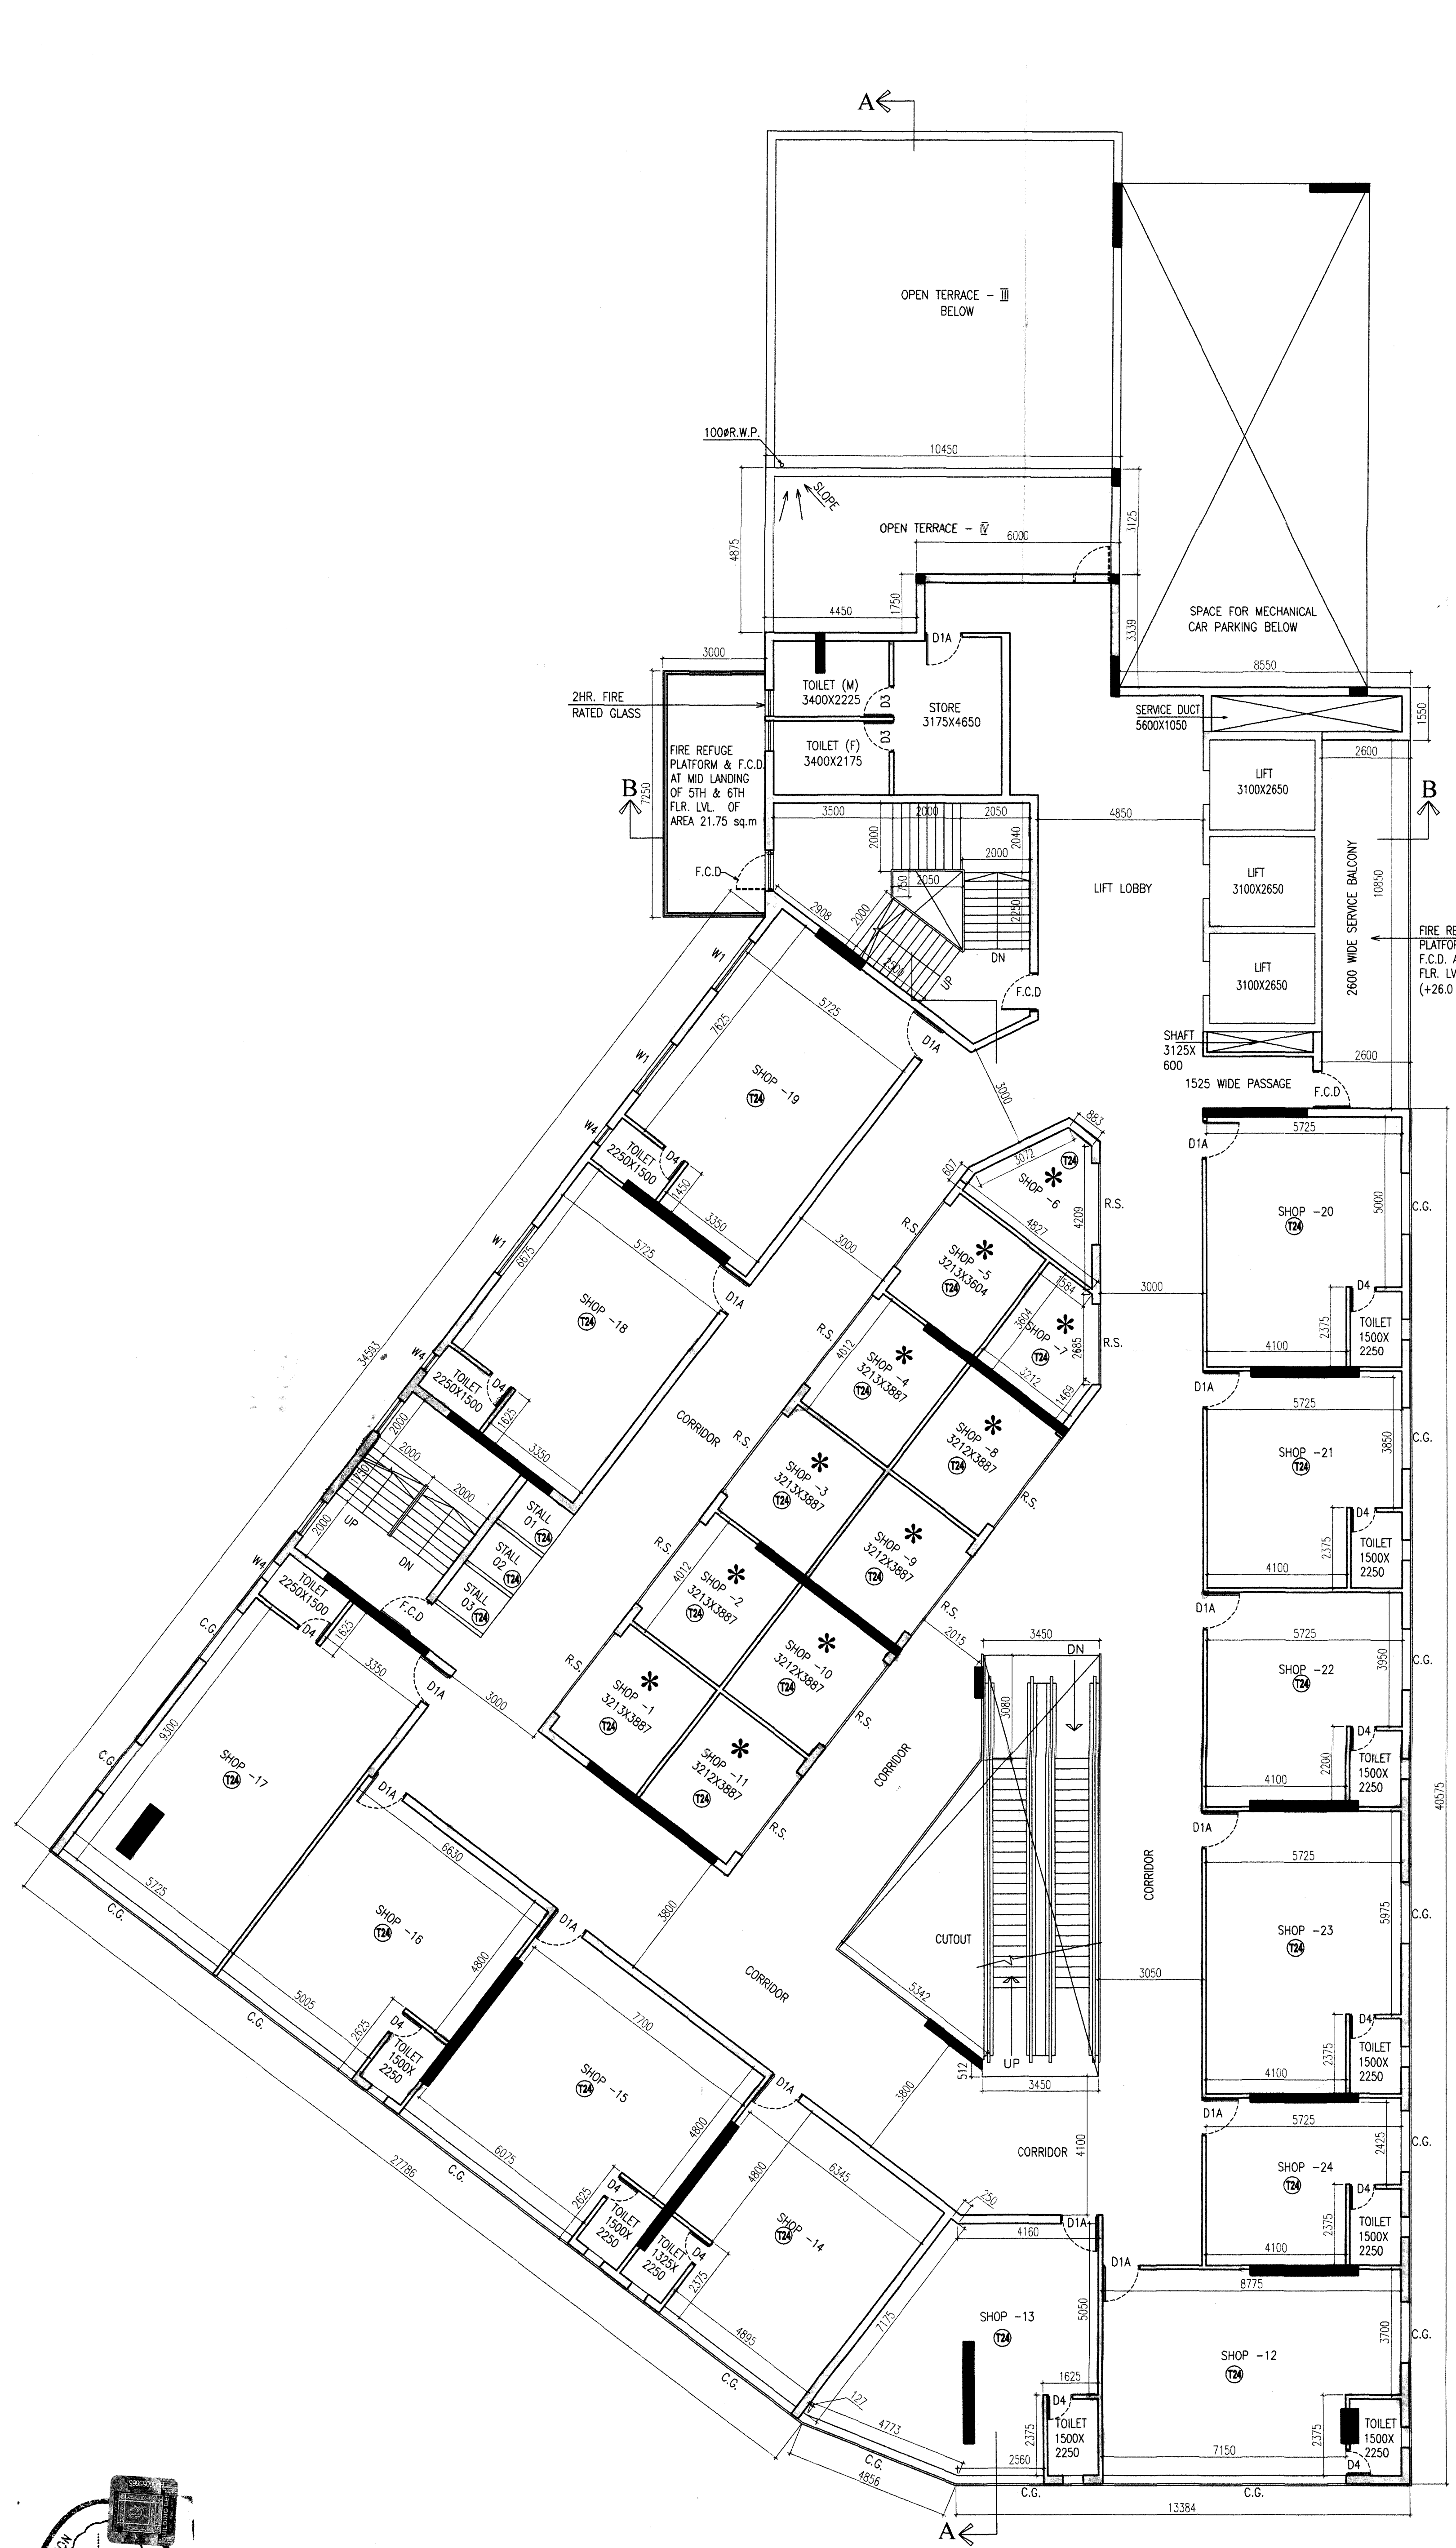 A
OPEN TERRACE - III
BELOW
100øR.W.P.
10450
SLOPE
OPEN TERRACE - IV
6000
3125
4875
4450
1750
3339
SPACE FOR MECHANICAL
CAR PARKING BELOW
8550
3000
D1A
2HR. FIRE
RATED GLASS
TOILET (M)
3400X2225
D3
STORE
3175X4650
TOILET (F)
3400X2175
D3
SERVICE DUCT
5600X1050
1550
FIRE REFUGE
PLATFORM & F.C.D.
AT MID LANDING
OF 5TH & 6TH
FLR. LVL. OF
AREA 21.75 sq.m
7250
B
B
2600
LIFT
3100X2650
LIFT
3100X2650
LIFT
3100X2650
2600 WIDE SERVICE BALCONY
10850
3500
2000
2050
4850
2000
2040
2000
750
2050
2250
LIFT LOBBY
F.C.D
2908
2000
2500
UP
DN
F.C.D
FIRE RE
PLATFOR
F.C.D. A
FLR. LV
(+26.0
SHAFT
3125X
600
2600
1525 WIDE PASSAGE
F.C.D
W1
5725
7625
D1A
W1
SHOP -19
T24
3000
W4
TOILET
2250X1500
D4
1450
3350
883
3072
T24
607
SHOP -6
4827
4209
R.S.
D1A
5725
5000
SHOP -20
T24
C.G.
D4
TOILET
1500X
2250
2375
4100
W1
6675
5725
D1A
SHOP -18
T24
3000
R.S.
SHOP -5
3213X3604
T24
1584
3604
SHOP -7
T24
2685
R.S.
3212
1469
3000
34593
W4
TOILET
2250X1500
D4
1625
3350
R.S.
4012
SHOP -4
3213X3887
T24
CORRIDOR
R.S.
SHOP -8
3212X3887
T24
R.S.
D1A
5725
3850
C.G.
SHOP -21
T24
D4
TOILET
1500X
2250
2375
4100
2000
2000
1750
2000
UP
2000
DN
STALL
01 T24
STALL
02 T24
STALL
03 T24
SHOP -3
3213X3887
T24
R.S.
SHOP -9
3212X3887
T24
R.S.
4012
SHOP -2
3213X3887
T24
W4
TOILET
2250X1500
F.C.D
D4
1625
3350
C.G.
D1A
3000
R.S.
SHOP -10
3212X3887
T24
R.S.
2015
3450
DN
3080
SHOP -1
3213X3887
T24
SHOP -11
3212X3887
T24
R.S.
CORRIDOR
D1A
5725
3950
C.G.
SHOP -22
T24
D4
TOILET
1500X
2250
2200
4100
40575
9300
C.G.
SHOP -17
T24
D1A
6630
5725
C.G.
SHOP -16
T24
4800
D1A
3800
CORRIDOR
CUTOUT
5342
CORRIDOR
D1A
5725
5975
C.G.
SHOP -23
T24
3050
D4
TOILET
1500X
2250
2375
4100
5005
C.G.
2625
D4
TOILET
1500X
2250
7700
SHOP -15
T24
4800
D1A
3800
UP
512
3450
6075
C.G.
27786
2625
D4
TOILET
1500X
2250
TOILET
1325X
2250
D4
2375
4800
6345
SHOP -14
T24
4895
C.G.
CORRIDOR
4100
D1A
5725
2425
C.G.
SHOP -24
T24
D4
TOILET
1500X
2250
2375
4100
250
4160
D1A
D1A
8775
5050
SHOP -13
T24
7175
3700
C.G.
SHOP -12
T24
1625
D4
TOILET
1500X
2250
2375
127
4773
2560
C.G.
4856
7150
2375
TOILET
1500X
2250
D4
C.G.
C.G.
13384
A